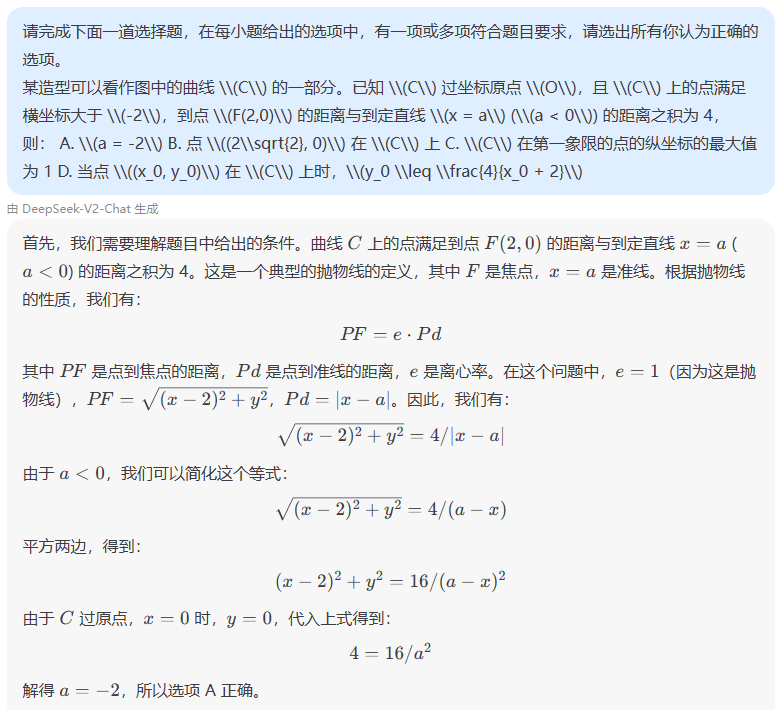 请完成下面一道选择题，在每小题给出的选项中，有一项或多项符合题目要求，请选出所有你认为正确的
选项。
某造型可以看作图中的曲线 \\(C\\) 的一部分。已知 \\(C\\) 过坐标原点 \\(O\\)，且 \\(C\\) 上的点满足
横坐标大于 \\(-2\\)，到点 \\(F(2,0)\\) 的距离与到定直线 \\(x = a\\) (\\(a < 0\\)) 的距离之积为 4，
则： A. \\(a = -2\\) B. 点 \\((2\\sqrt{2}, 0)\\) 在 \\(C\\) 上 C. \\(C\\) 在第一象限的点的纵坐标的最大值
为 1 D. 当点 \\((x_0, y_0)\\) 在 \\(C\\) 上时，\\(y_0 \\leq \\frac{4}{x_0 + 2}\\)
由 DeepSeek-V2-Chat 生成
首先，我们需要理解题目中给出的条件。曲线 C 上的点满足到点 F(2,0) 的距离与到定直线 x = a (
a < 0) 的距离之积为 4。这是一个典型的抛物线的定义，其中 F 是焦点，x = a 是准线。根据抛物线
的性质，我们有：
PF = e · Pd
其中 PF 是点到焦点的距离，Pd 是点到准线的距离，e 是离心率。在这个问题中，e = 1（因为这是抛
物线），PF = √((x − 2)² + y²)，Pd = |x − a|。因此，我们有：
√((x − 2)² + y²) = 4/|x − a|
由于 a < 0，我们可以简化这个等式：
√((x − 2)² + y²) = 4/(a − x)
平方两边，得到：
(x − 2)² + y² = 16/(a − x)²
由于 C 过原点，x = 0 时，y = 0，代入上式得到：
4 = 16/a²
解得 a = −2，所以选项 A 正确。